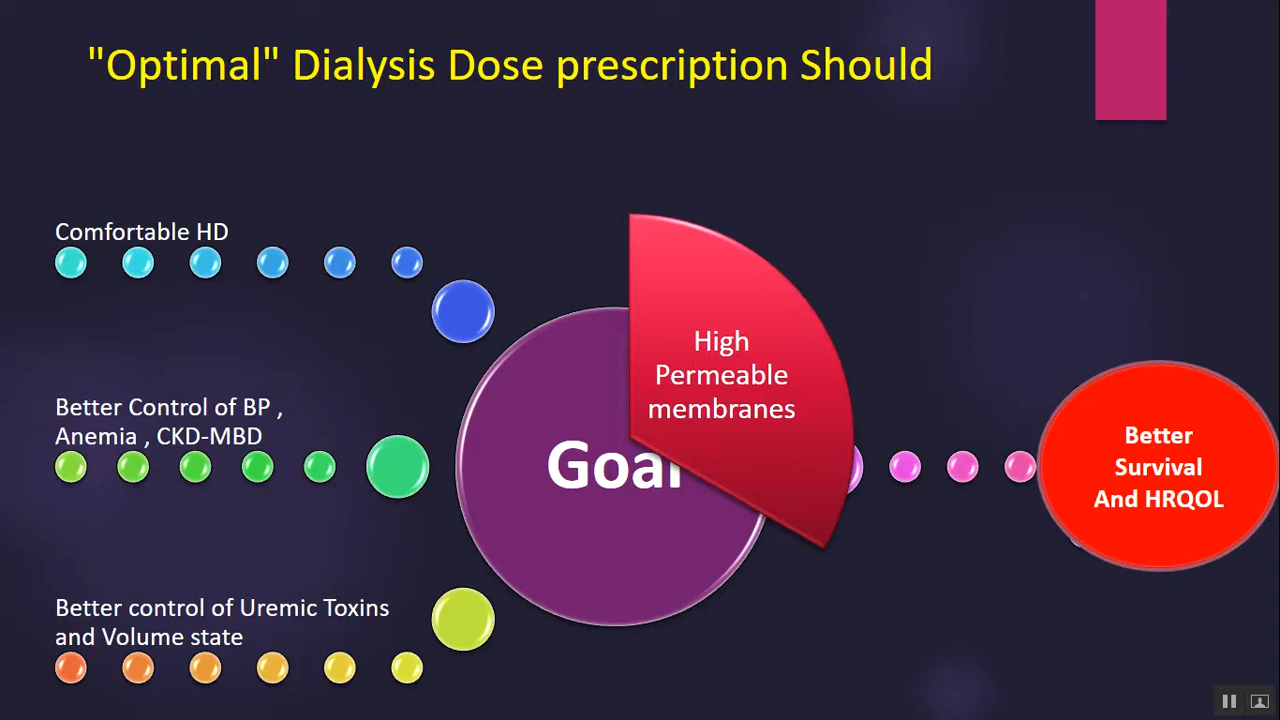 "Optimal" Dialysis Dose prescription Should
Comfortable HD
Better Control of BP ,
Anemia , CKD-MBD
Better control of Uremic Toxins
and Volume state
Goal
High
Permeable
membranes
Better
Survival
And HRQOL